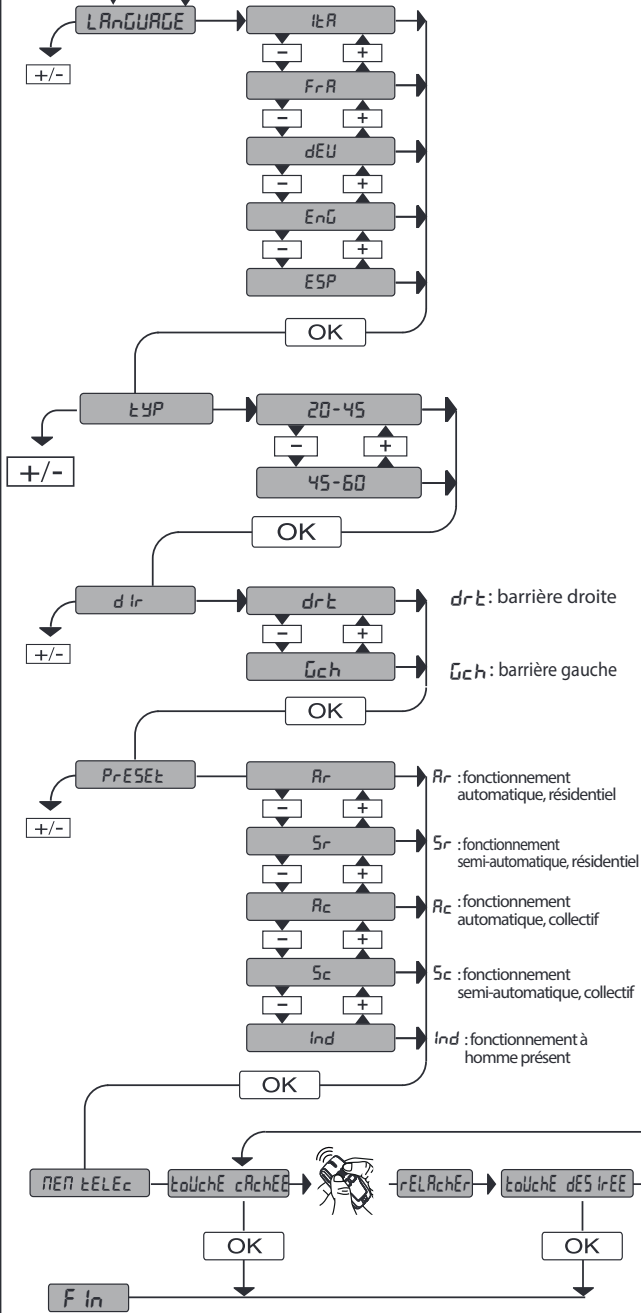 LAnGUAGE
ItA
+/-
- +
FrA
- +
dEU
- +
EnG
- +
ESP
OK
tYP
20-45
- +
+/-
45-60
OK
dIr
drt
drt : barrière droite
- +
+/-
Gch
Gch : barrière gauche
OK
PrESEt
Ar
Ar : fonctionnement
automatique, résidentiel
- +
+/-
Sr
Sr : fonctionnement
semi-automatique, résidentiel
- +
Ac
Ac : fonctionnement
automatique, collectif
- +
Sc
Sc : fonctionnement
semi-automatique, collectif
- +
Ind
Ind : fonctionnement à
homme présent
OK
MEM tELEc
toUchE cAchEE
rELAchEr
toUchE dESIrEE
OK
OK
FIn